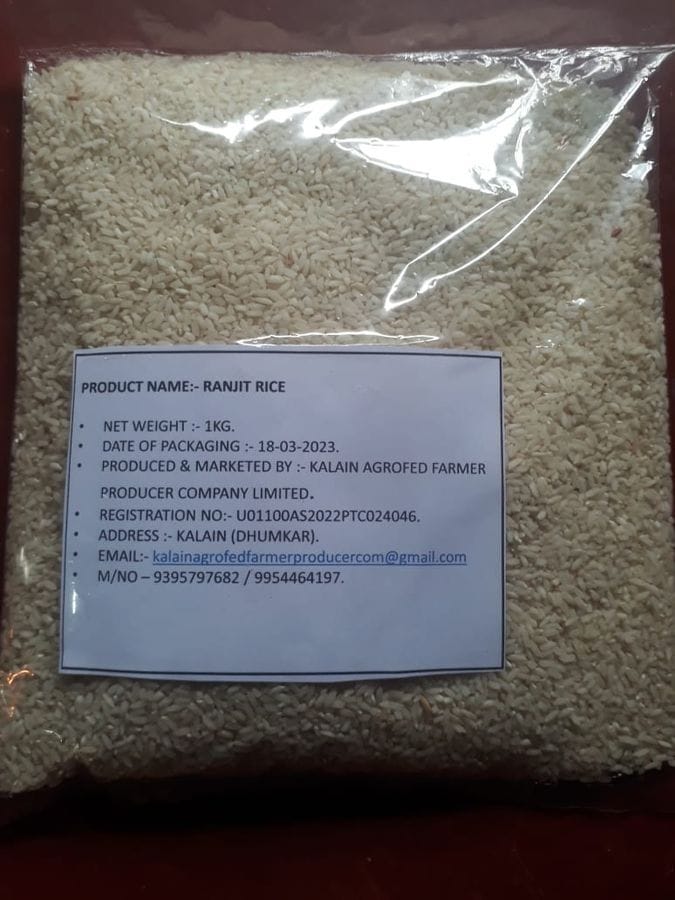 PRODUCT NAME:- RANJIT RICE
• NET WEIGHT :- 1KG.
• DATE OF PACKAGING :- 18-03-2023.
• PRODUCED & MARKETED BY :- KALAIN AGROFED FARMER
PRODUCER COMPANY LIMITED.
• REGISTRATION NO:- U01100AS2022PTC024046.
• ADDRESS :- KALAIN (DHUMKAR).
• EMAIL:- kalainagrofedfarmerproducercom@gmail.com
• M/NO – 9395797682 / 9954464197.